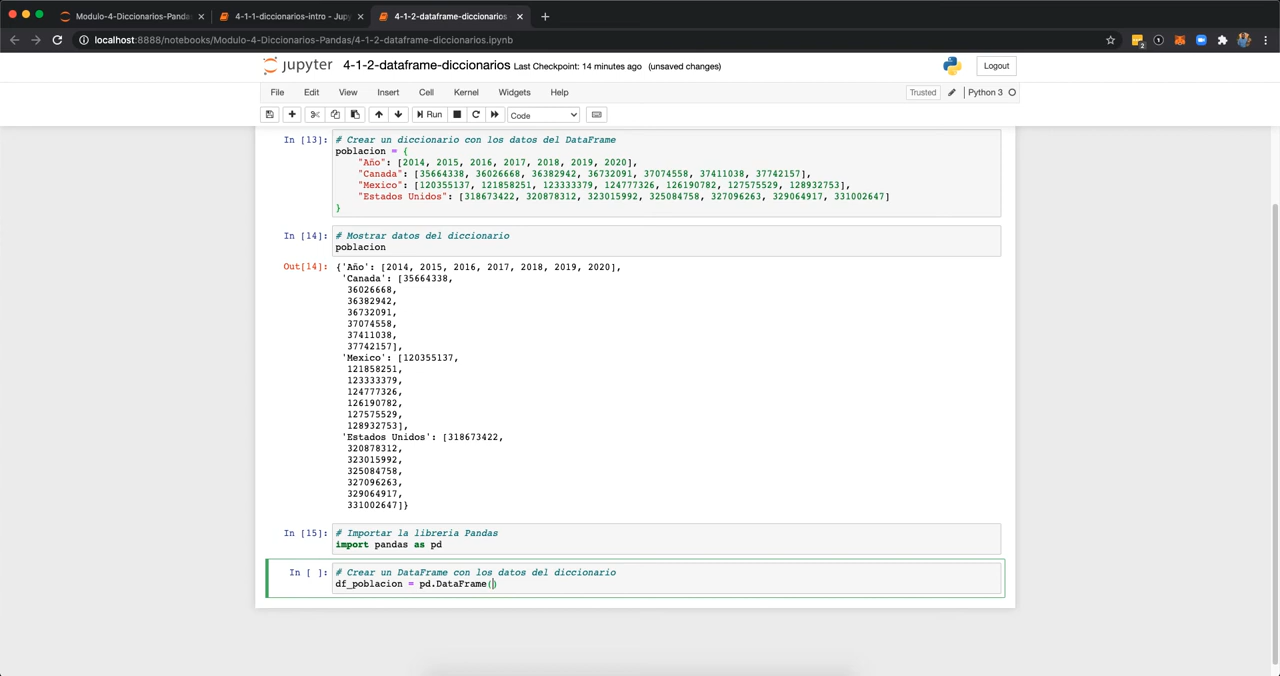 Modulo-4-Diccionarios-Panda
4-1-1-diccionarios-intro - Jup
4-1-2-dataframe-diccionarios
localhost:8888/notebooks/Modulo-4-Diccionarios-Pandas/4-1-2-dataframe-diccionarios.ipynb
jupyter 4-1-2-dataframe-diccionarios Last Checkpoint: 14 minutes ago (unsaved changes) Logout
File Edit View Insert Cell Kernel Widgets Help Trusted Python 3
Run Code
In [13]: # Crear un diccionario con los datos del DataFrame
poblacion = {
"Año": [2014, 2015, 2016, 2017, 2018, 2019, 2020],
"Canada": [35664338, 36026668, 36382942, 36732091, 37074558, 37411038, 37742157],
"Mexico": [120355137, 121858251, 123333379, 124777326, 126190782, 127575529, 128932753],
"Estados Unidos": [318673422, 320878312, 323015992, 325084758, 327096263, 329064917, 331002647]
}
In [14]: # Mostrar datos del diccionario
poblacion
Out[14]: {'Año': [2014, 2015, 2016, 2017, 2018, 2019, 2020],
'Canada': [35664338,
36026668,
36382942,
36732091,
37074558,
37411038,
37742157],
'Mexico': [120355137,
121858251,
123333379,
124777326,
126190782,
127575529,
128932753],
'Estados Unidos': [318673422,
320878312,
323015992,
325084758,
327096263,
329064917,
331002647]}
In [15]: # Importar la libreria Pandas
import pandas as pd
In [ ]: # Crear un DataFrame con los datos del diccionario
df_poblacion = pd.DataFrame()